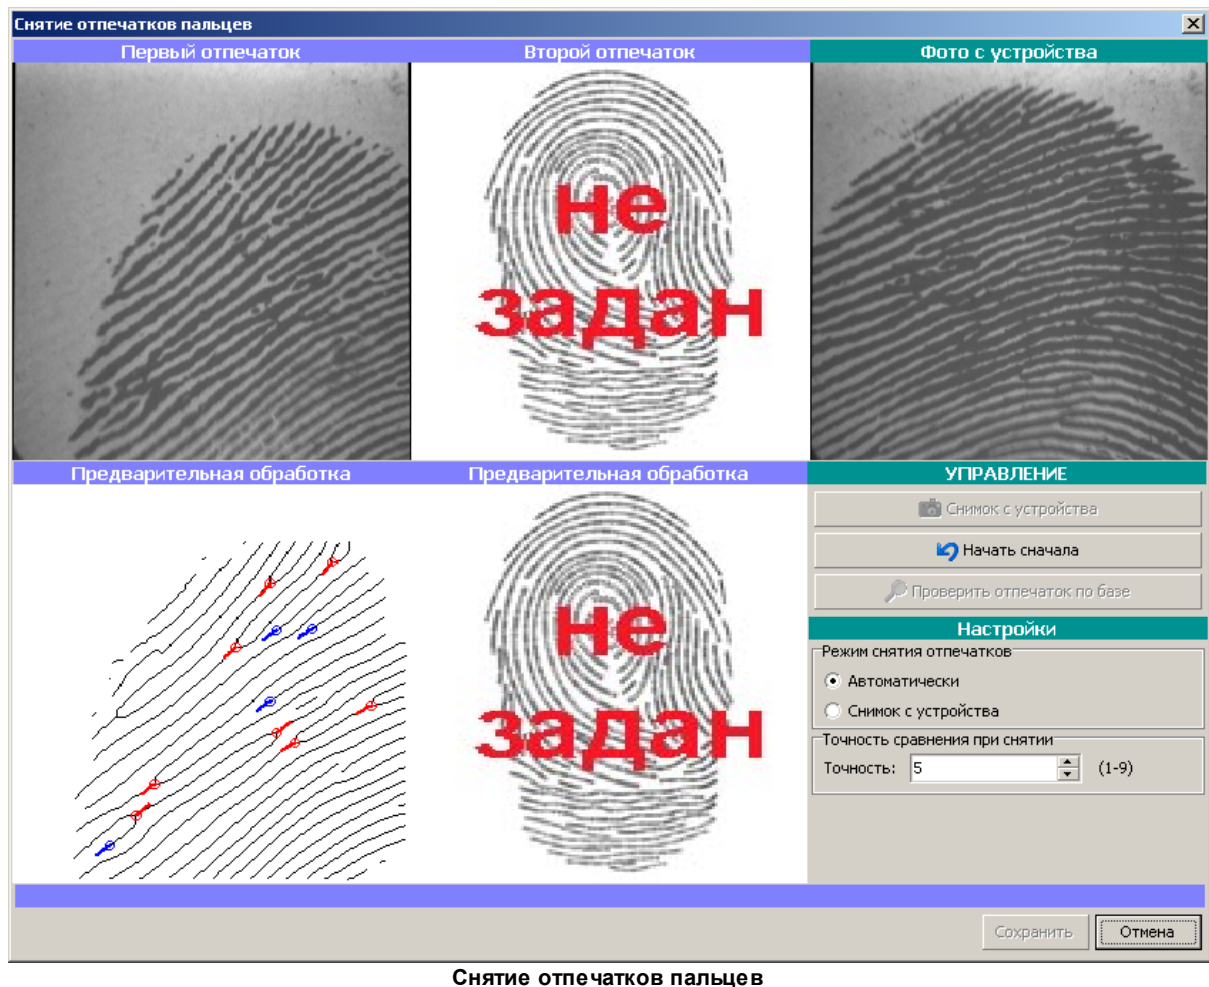 Снятие отпечатков пальцев
Первый отпечаток
Второй отпечаток
Фото с устройства
не
задан
Предварительная обработка
Предварительная обработка
УПРАВЛЕНИЕ
Снимок с устройства
Начать сначала
Проверить отпечаток по базе
не
задан
Настройки
Режим снятия отпечатков
Автоматически
Снимок с устройства
Точность сравнения при снятии
Точность: 5 (1-9)
Сохранить
Отмена
Снятие отпечатков пальцев